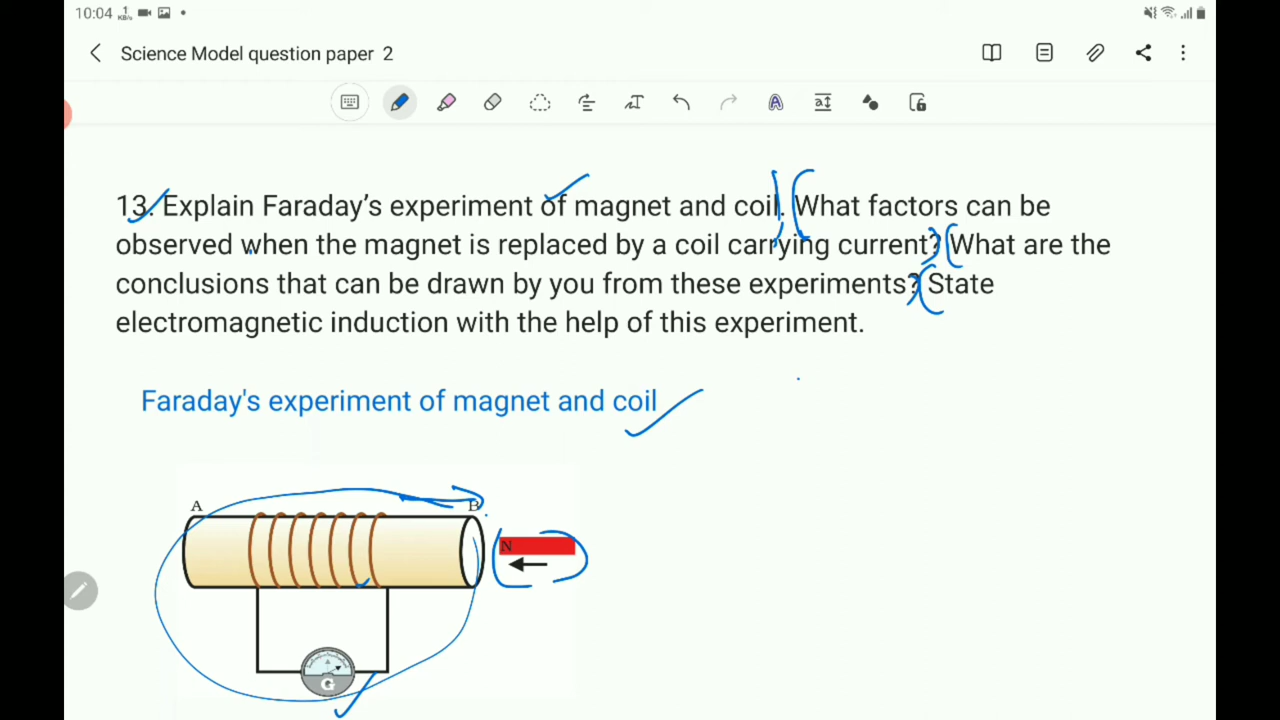 10:04 1 KB/s
Science Model question paper 2
13. Explain Faraday's experiment of magnet and coil. What factors can be
observed when the magnet is replaced by a coil carrying current? What are the
conclusions that can be drawn by you from these experiments? State
electromagnetic induction with the help of this experiment.
Faraday's experiment of magnet and coil
A B
N
G